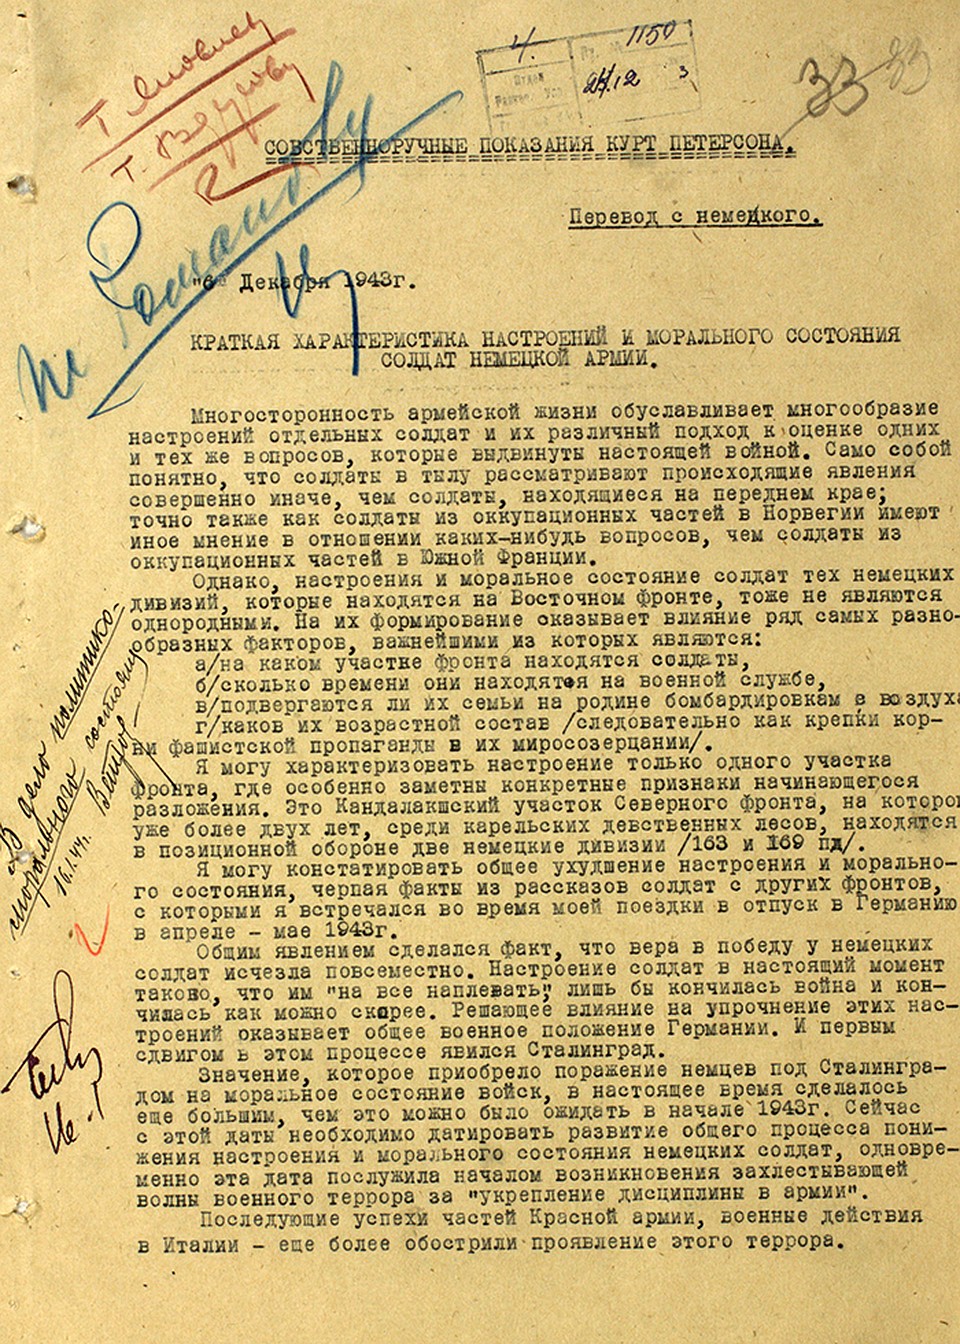 4.
1150
24.12
3
33
33
Т. Яковлеву
СОБСТВЕННОРУЧНЫЕ ПОКАЗАНИЯ КУРТ ПЕТЕРСОНА.
Перевод с немецкого.
"6" Декабря 1943г.
КРАТКАЯ ХАРАКТЕРИСТИКА НАСТРОЕНИЙ И МОРАЛЬНОГО СОСТОЯНИЯ
СОЛДАТ НЕМЕЦКОЙ АРМИИ.
Многосторонность армейской жизни обуславливает многообразие
настроений отдельных солдат и их различный подход к оценке одних
и тех же вопросов, которые выдвинуты настоящей войной. Само собой
понятно, что солдаты в тылу рассматривают происходящие явления
совершенно иначе, чем солдаты, находящиеся на переднем крае;
точно также как солдаты из оккупационных частей в Норвегии имеют
иное мнение в отношении каких-нибудь вопросов, чем солдаты из
оккупационных частей в Южной Франции.
Однако, настроения и моральное состояние солдат тех немецких
дивизий, которые находятся на Восточном фронте, тоже не являются
однородными. На их формирование оказывает влияние ряд самых разно-
образных факторов, важнейшими из которых являются:
а/на каком участке фронта находятся солдаты,
б/сколько времени они находятся на военной службе,
в/подвергаются ли их семьи на родине бомбардировкам с воздуха
г/каков их возрастной состав /следовательно как крепки кор-
ни фашистской пропаганды в их миросозерцании/.
Я могу характеризовать настроение только одного участка
фронта, где особенно заметны конкретные признаки начинающегося
разложения. Это Кандалакшский участок Северного фронта, на которо
уже более двух лет, среди карельских девственных лесов, находятся
в позиционной обороне две немецкие дивизии /163 и 169 пд/.
Я могу констатировать общее ухудшение настроения и морально-
го состояния, черпая факты из рассказов солдат с других фронтов,
с которыми я встречался во время моей поездки в отпуск в Германию
в апреле - мае 1943г.
Общим явлением сделался факт, что вера в победу у немецких
солдат исчезла повсеместно. Настроение солдат в настоящий момент
таково, что им "на все наплевать", лишь бы кончилась война и кон-
чилась как можно скорее. Решающее влияние на упрочнение этих нас-
троений оказывает общее военное положение Германии. И первым
сдвигом в этом процессе явился Сталинград.
Значение, которое приобрело поражение немцев под Сталингра-
дом на моральное состояние войск, в настоящее время сделалось
еще большим, чем это можно было ожидать в начале 1943г. Сейчас
с этой даты необходимо датировать развитие общего процесса пони-
жения настроения и морального состояния немецких солдат, одновре-
менно эта дата послужила началом возникновения захлестывающей
волны военного террора за "укрепление дисциплины в армии".
Последующие успехи частей Красной армии, военные действия
в Италии - еще более обострили проявление этого террора.
В дело политико-
морального состояния
16.1.44г.